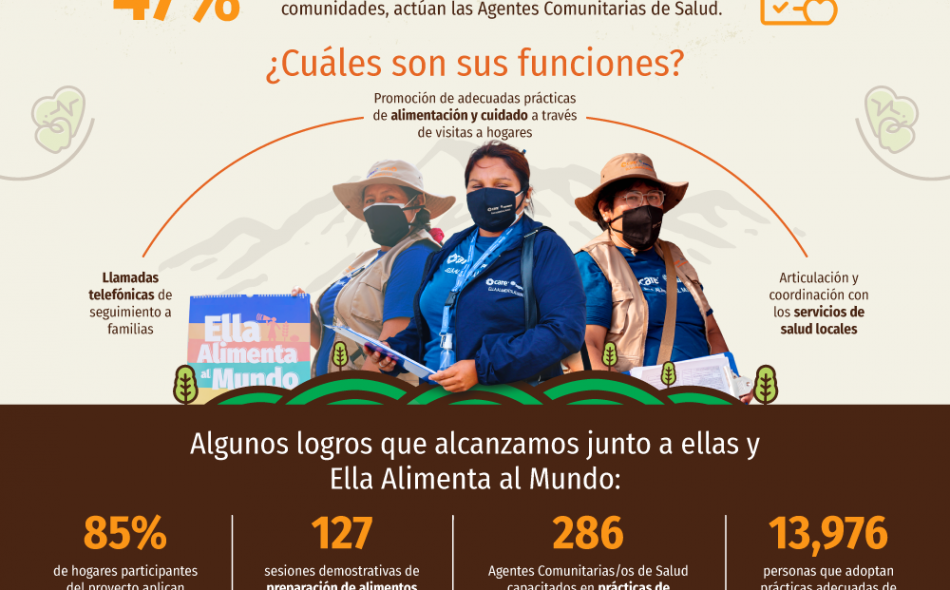 47%
comunidades, actúan las Agentes Comunitarias de Salud.
¿Cuáles son sus funciones?
Promoción de adecuadas prácticas
de alimentación y cuidado a través
de visitas a hogares
Llamadas
telefónicas de
seguimiento a
familias
Articulación y
coordinación con
los servicios de
salud locales
care
care
care
Ella
Alimenta
al Mundo
Algunos logros que alcanzamos junto a ellas y
Ella Alimenta al Mundo:
85%
de hogares participantes
del proyecto aplican
127
sesiones demostrativas de
preparación de alimentos
286
Agentes Comunitarias/os de Salud
capacitados en prácticas de
13,976
personas que adoptan
prácticas adecuadas de